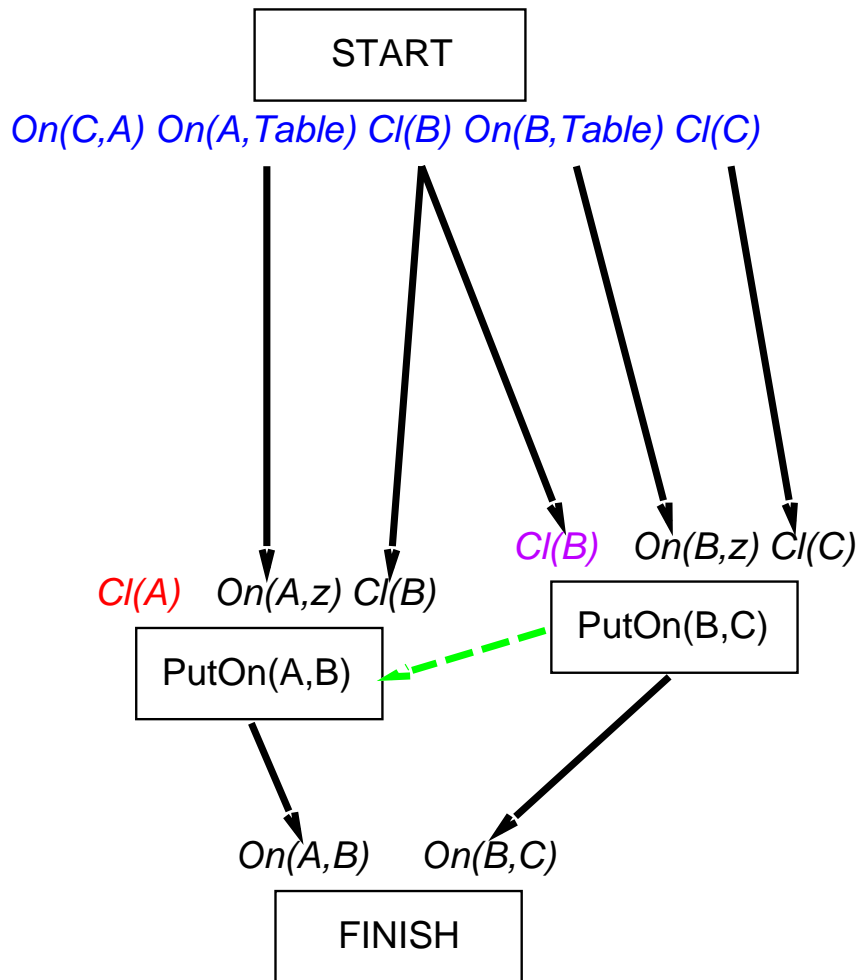 START
On(C,A) On(A,Table) Cl(B) On(B,Table) Cl(C)
Cl(B) On(B,z) Cl(C)
Cl(A) On(A,z) Cl(B)
PutOn(B,C)
PutOn(A,B)
On(A,B) On(B,C)
FINISH